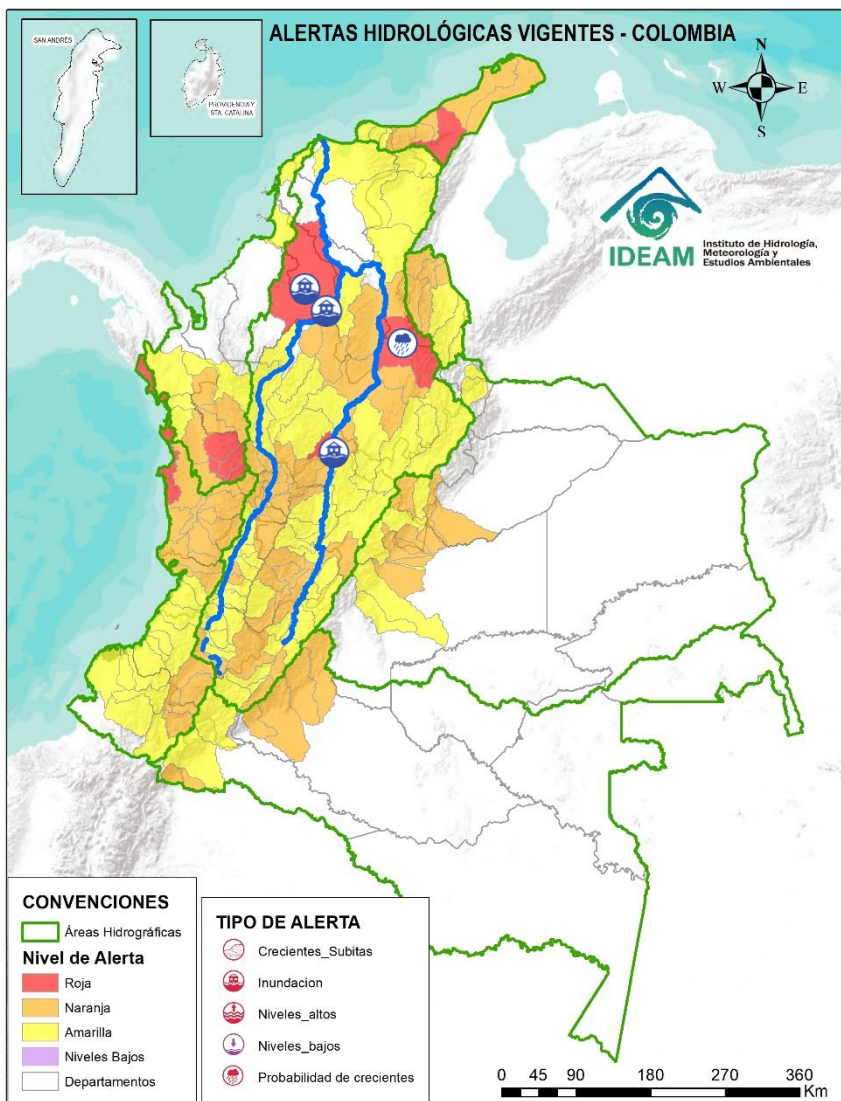 SAN ANDRÉS
PROVIDENCIA Y
STA. CATALINA
ALERTAS HIDROLÓGICAS VIGENTES - COLOMBIA
N
W
E
S
IDEAM
Instituto de Hidrología,
Meteorología y
Estudios Ambientales
CONVENCIONES
Áreas Hidrográficas
Nivel de Alerta
Roja
Naranja
Amarilla
Niveles Bajos
Departamentos
TIPO DE ALERTA
Crecientes_Subitas
Inundacion
Niveles_altos
Niveles_bajos
Probabilidad de crecientes
0 45 90 180 270 360
Km